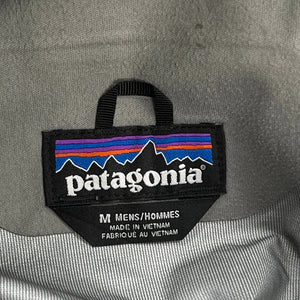 patagonia®
M MENS/HOMMES
MADE IN VIETNAM
FABRIQUÉ AU VIETNAM